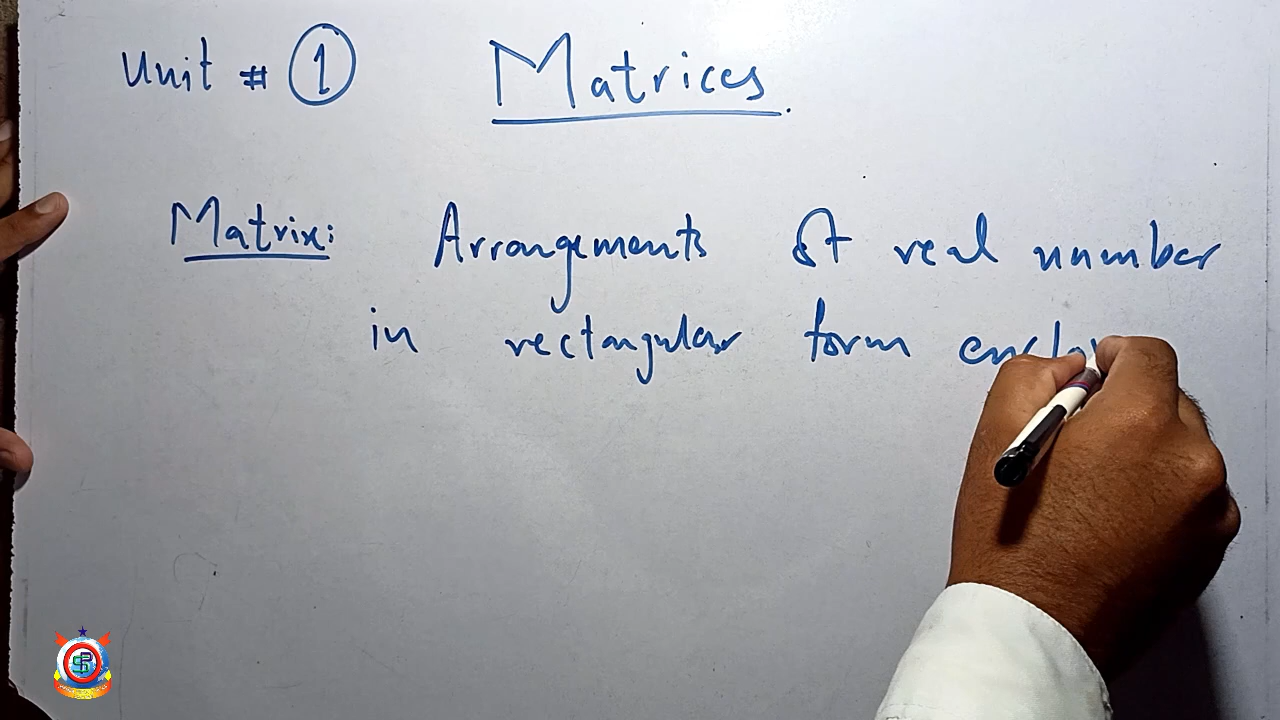 Unit # 1 Matrices.
Matrix: Arrangements of real number
in rectangular form